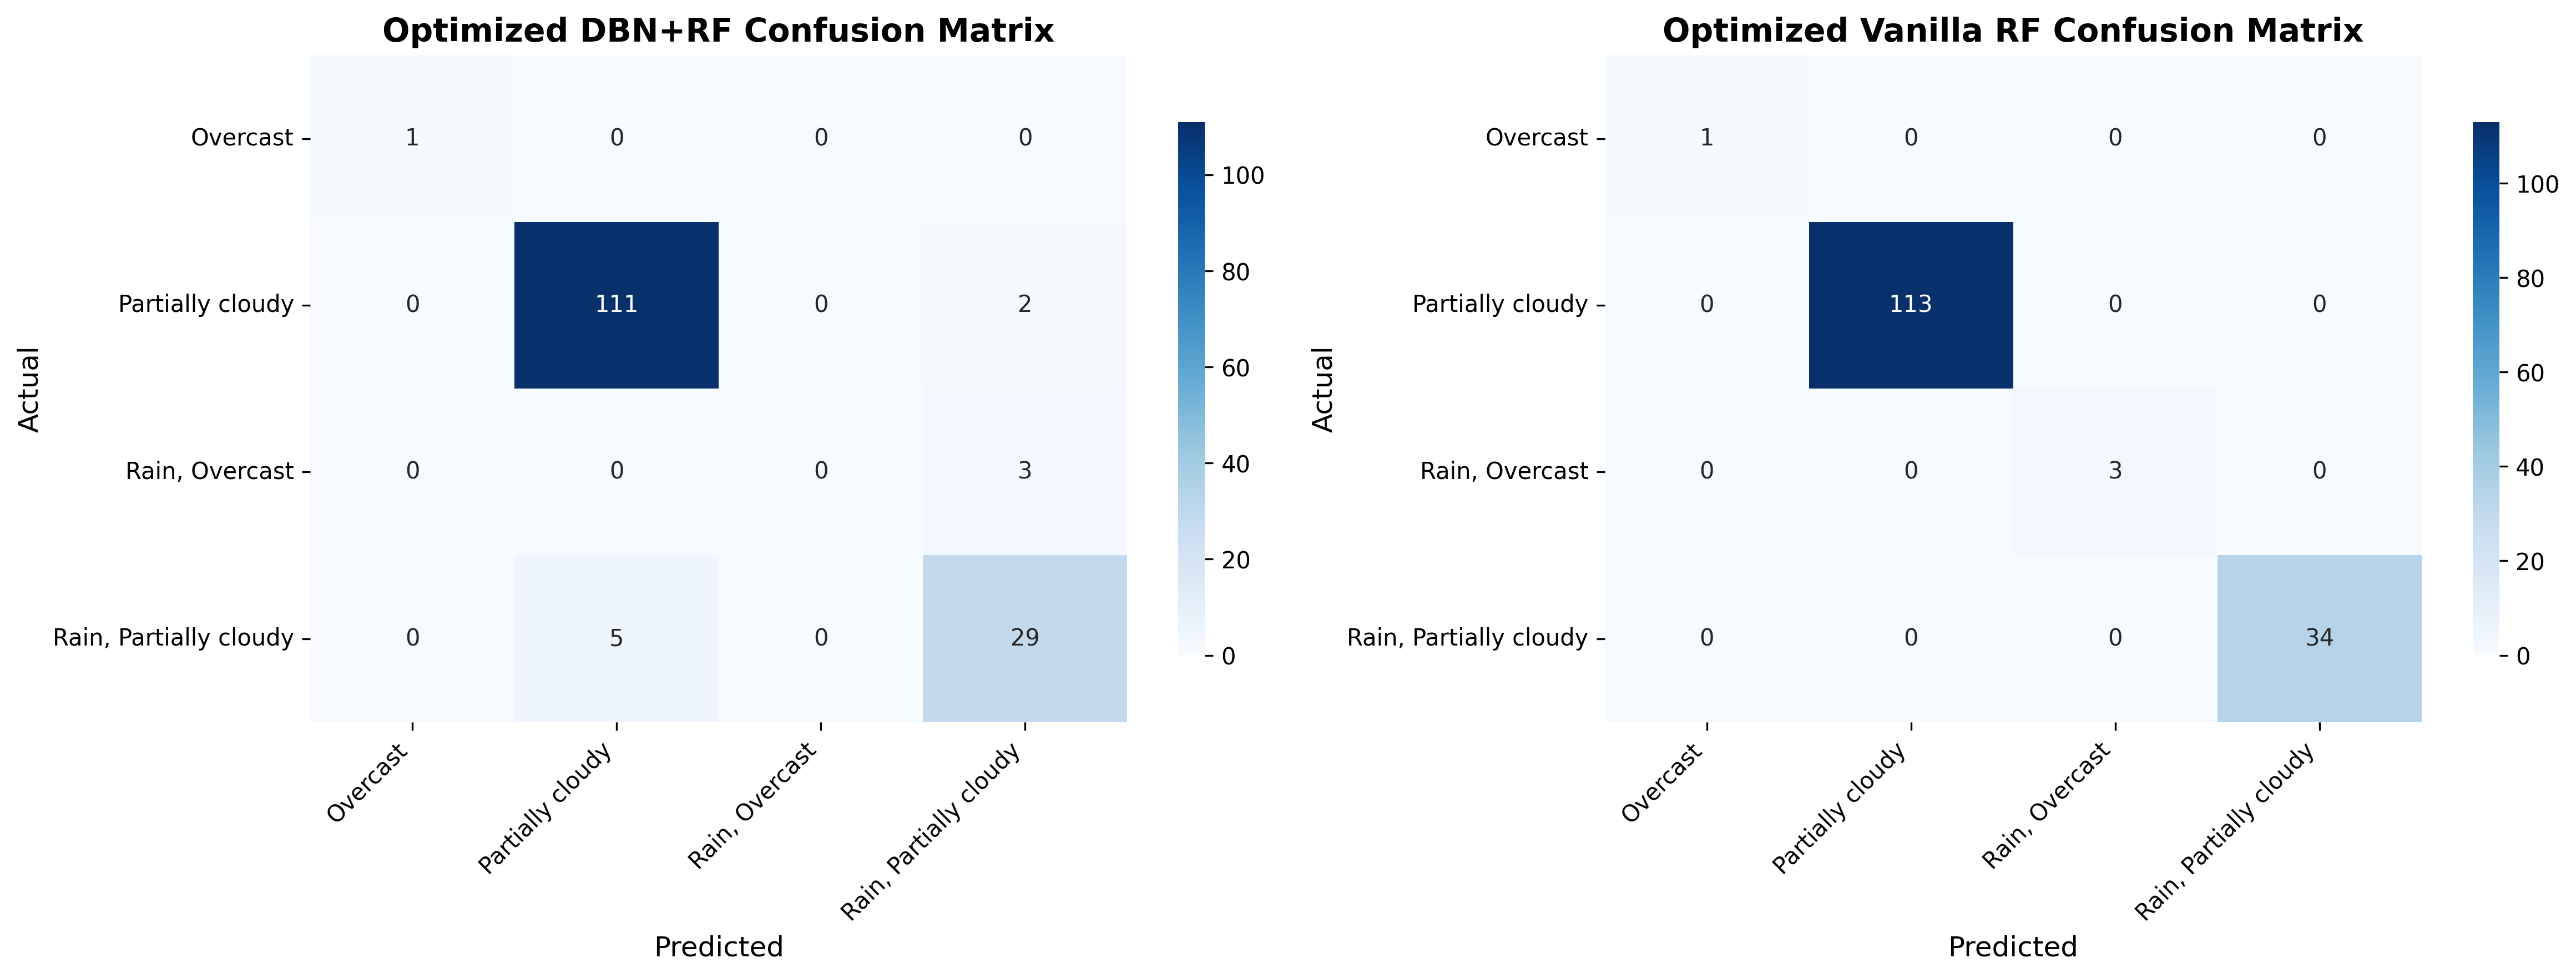 Optimized DBN+RF Confusion Matrix
Actual
Overcast 1 0 0 0
Partially cloudy 0 111 0 2
Rain, Overcast 0 0 0 3
Rain, Partially cloudy 0 5 0 29
Overcast
Partially cloudy
Rain, Overcast
Rain, Partially cloudy
Predicted
100
80
60
40
20
0
Optimized Vanilla RF Confusion Matrix
Actual
Overcast 1 0 0 0
Partially cloudy 0 113 0 0
Rain, Overcast 0 0 3 0
Rain, Partially cloudy 0 0 0 34
Overcast
Partially cloudy
Rain, Overcast
Rain, Partially cloudy
Predicted
100
80
60
40
20
0